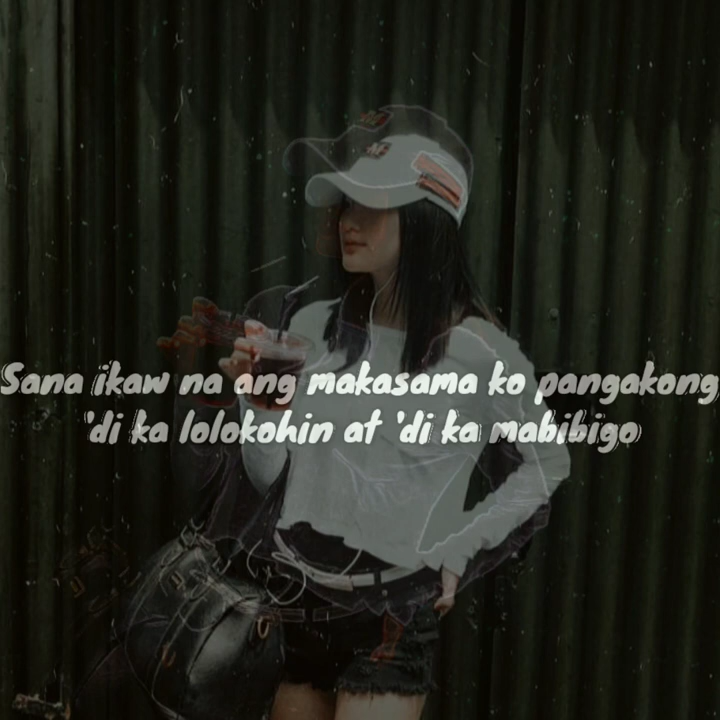 Sana ikaw na ang makasama ko pangakong
'di ka lolokohin at 'di ka mabibigo